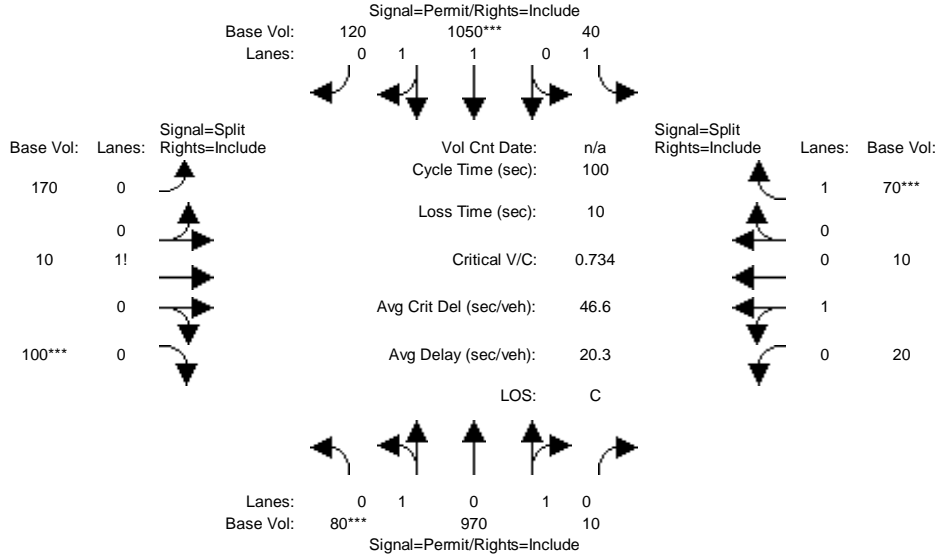 Signal=Permit/Rights=Include
Base Vol: 120 1050*** 40
Lanes: 0 1 1 0 1
Signal=Split
Rights=Include
Base Vol: Lanes:
170 0
0
10 1!
0
100*** 0
Vol Cnt Date: n/a
Cycle Time (sec): 100
Loss Time (sec): 10
Critical V/C: 0.734
Avg Crit Del (sec/veh): 46.6
Avg Delay (sec/veh): 20.3
LOS: C
Signal=Split
Rights=Include
Lanes: Base Vol:
1 70***
0
0 10
1
0 20
Lanes: 0 1 0 1 0
Base Vol: 80*** 970 10
Signal=Permit/Rights=Include